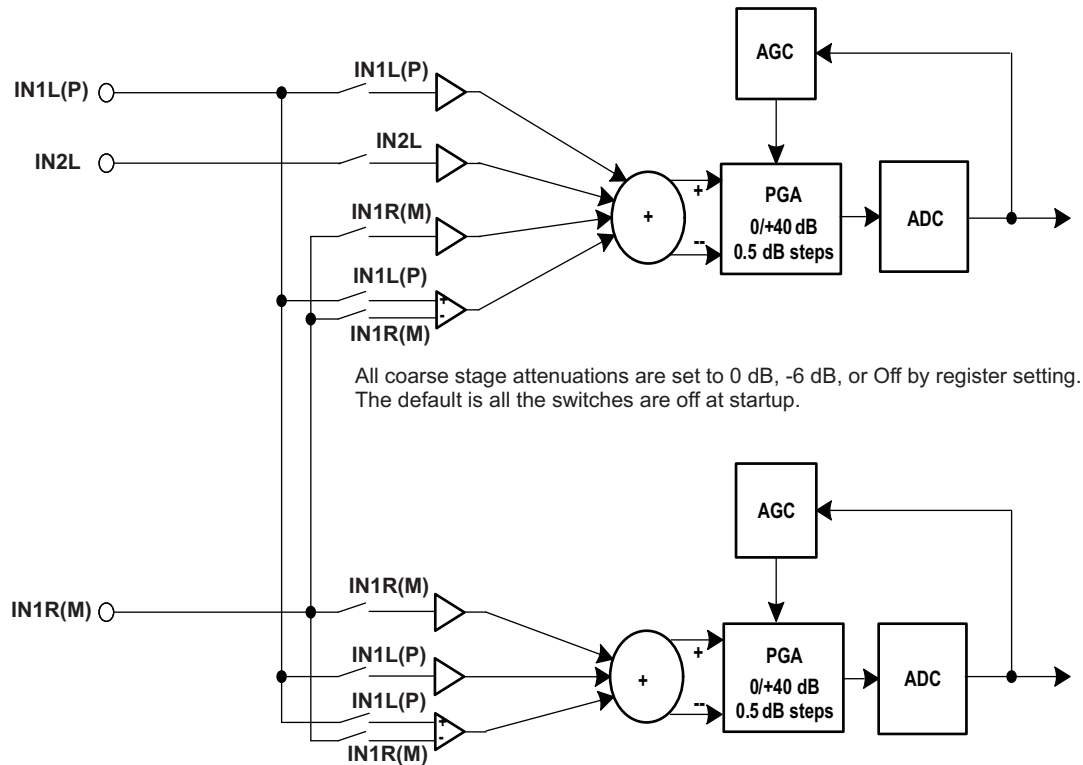 AGC
IN1L(P)
IN1L(P)
IN2L
IN2L
+
PGA
0/+40 dB
0.5 dB steps
ADC
+
--
IN1R(M)
IN1L(P)
+
-
IN1R(M)
All coarse stage attenuations are set to 0 dB, -6 dB, or Off by register setting.
The default is all the switches are off at startup.
AGC
IN1R(M)
IN1R(M)
+
PGA
0/+40 dB
0.5 dB steps
ADC
+
--
IN1L(P)
IN1L(P)
+
-
IN1R(M)